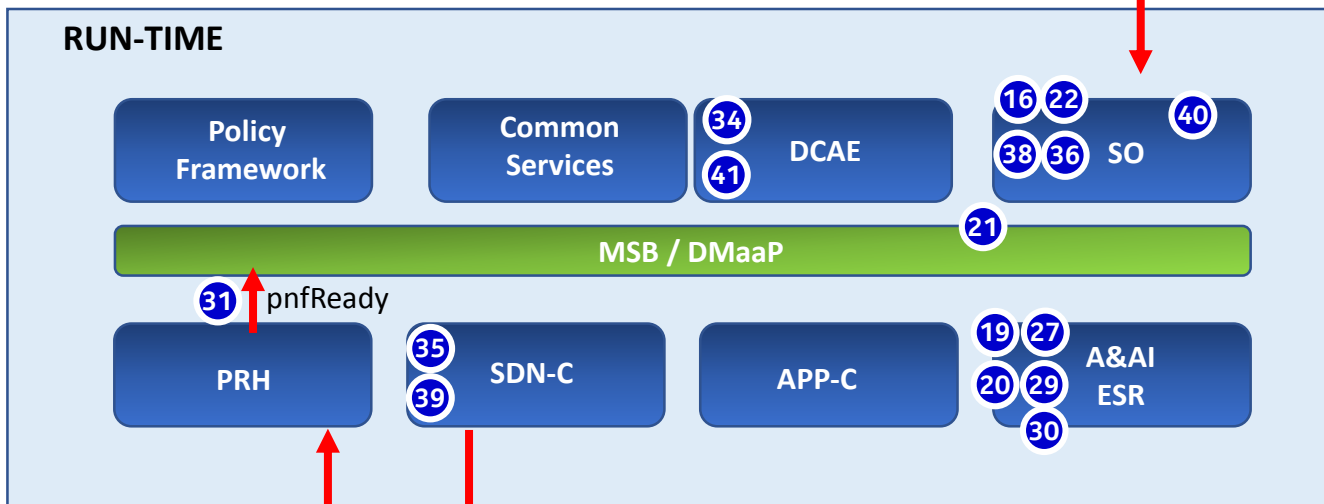 RUN-TIME
Policy
Framework
Common
Services
34
41
DCAE
16 22
40
38 36
SO
21
MSB / DMaaP
31 pnfReady
PRH
35
39
SDN-C
APP-C
19 27
20 29
30
A&AI
ESR